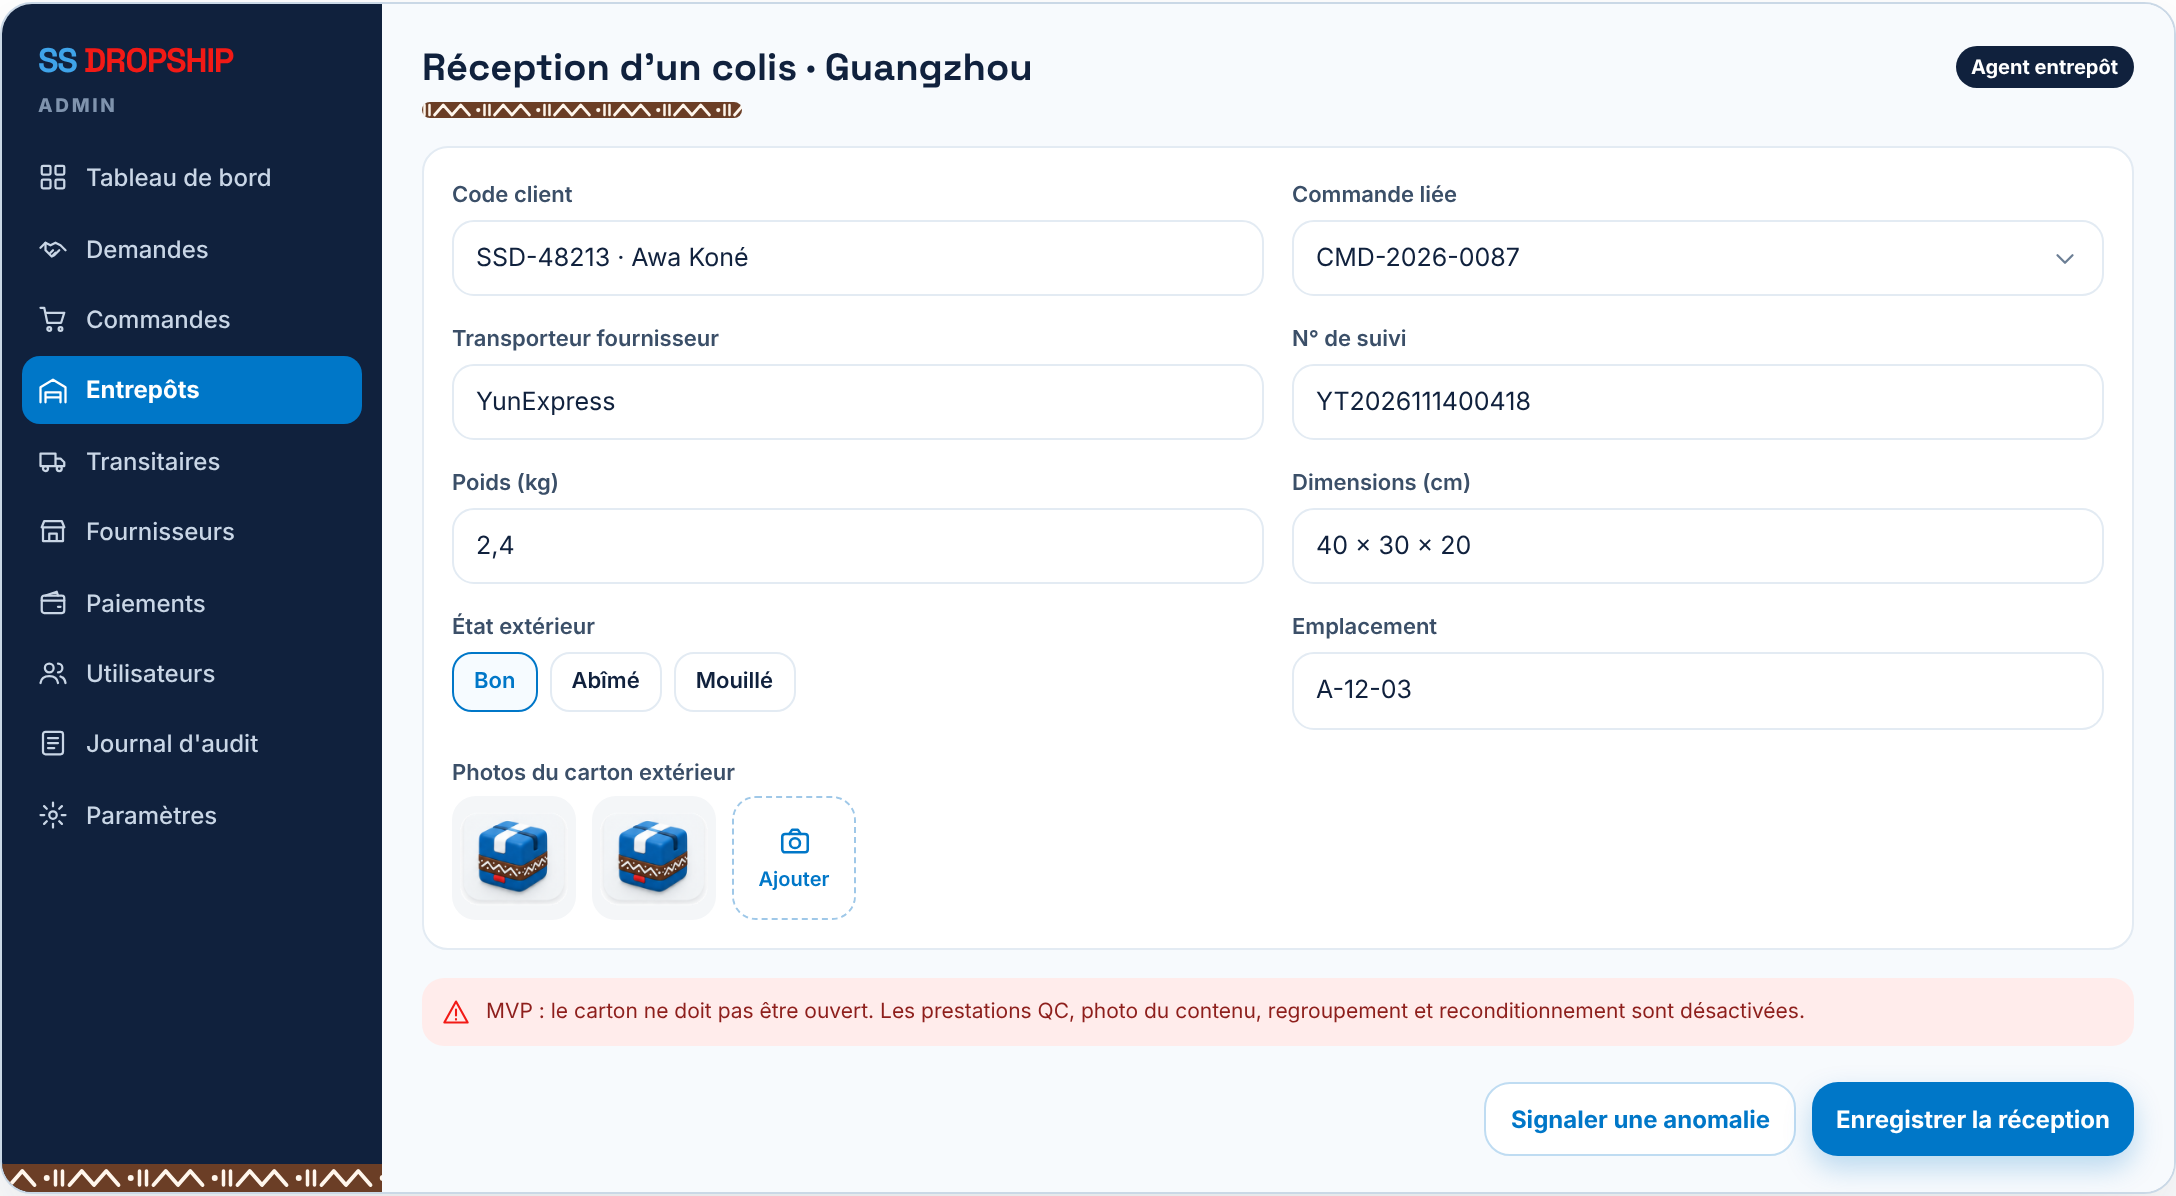 SS DROPSHIP
ADMIN
Tableau de bord
Demandes
Commandes
Entrepôts
Transitaires
Fournisseurs
Paiements
Utilisateurs
Journal d'audit
Paramètres
Réception d’un colis · Guangzhou
Agent entrepôt
Code client
SSD-48213 · Awa Koné
Commande liée
CMD-2026-0087
Transporteur fournisseur
YunExpress
N° de suivi
YT2026111400418
Poids (kg)
2,4
Dimensions (cm)
40 × 30 × 20
État extérieur
Bon
Abîmé
Mouillé
Emplacement
A-12-03
Photos du carton extérieur
Ajouter
MVP : le carton ne doit pas être ouvert. Les prestations QC, photo du contenu, regroupement et reconditionnement sont désactivées.
Signaler une anomalie
Enregistrer la réception